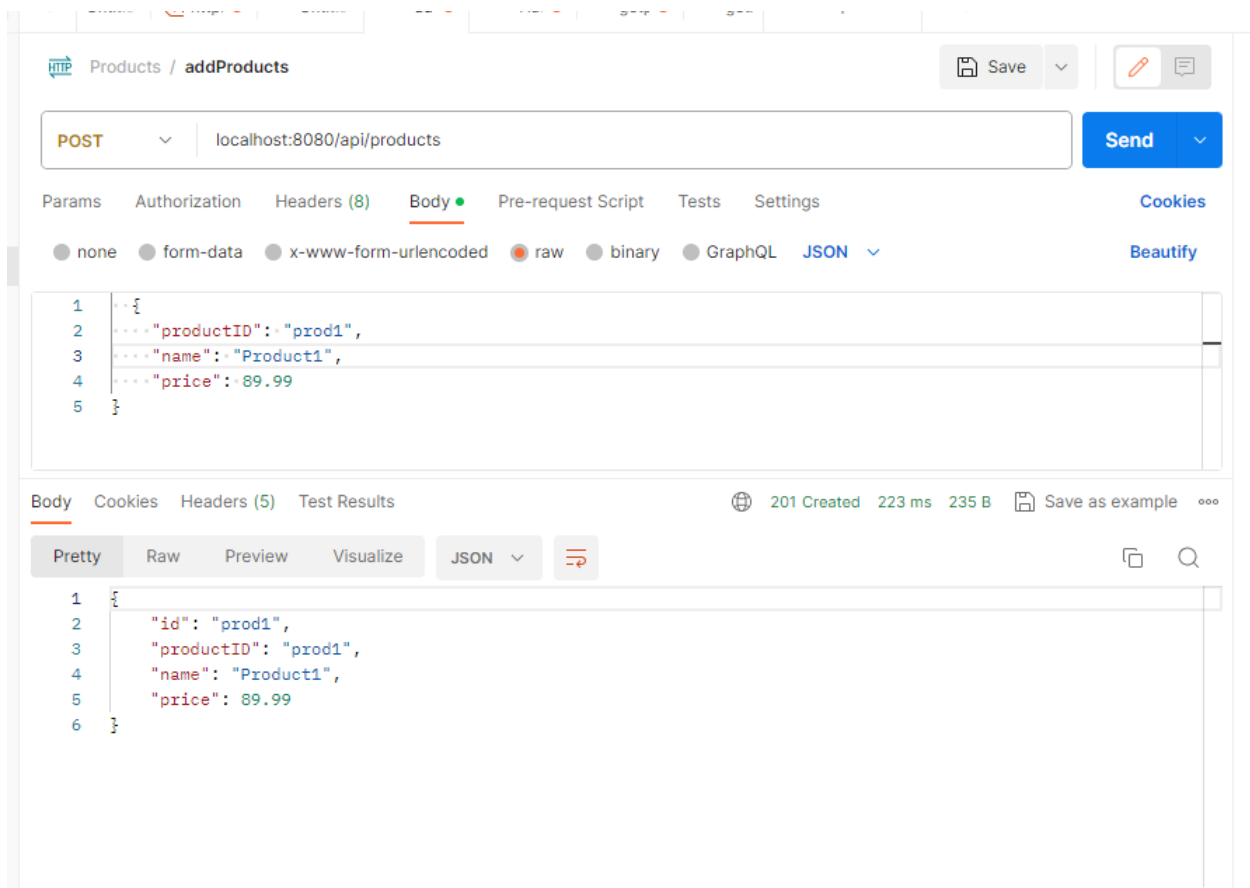 HTTP Products / addProducts Save
POST localhost:8080/api/products Send
Params Authorization Headers (8) Body Pre-request Script Tests Settings Cookies
none form-data x-www-form-urlencoded raw binary GraphQL JSON Beautify
1 {
2 "productID": "prod1",
3 "name": "Product1",
4 "price": 89.99
5 }
Body Cookies Headers (5) Test Results 201 Created 223 ms 235 B Save as example
Pretty Raw Preview Visualize JSON
1 {
2 "id": "prod1",
3 "productID": "prod1",
4 "name": "Product1",
5 "price": 89.99
6 }